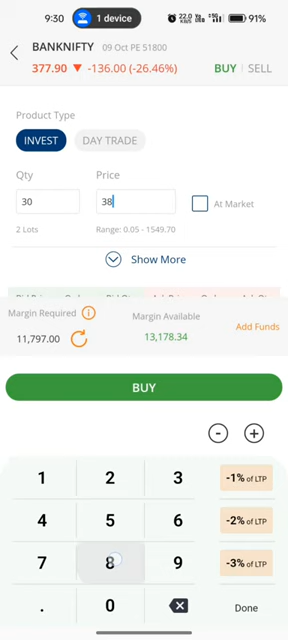 9:30 1 device 22.0 KB/S 91%
BANKNIFTY 09 Oct PE 51800
377.90 ▼ -136.00 (-26.46%) BUY | SELL
Product Type
INVEST DAY TRADE
Qty Price
30 38 At Market
2 Lots Range: 0.05 - 1549.70
Show More
Margin Required Margin Available Add Funds
11,797.00 13,178.34
BUY
- +
1 2 3 -1% of LTP
4 5 6 -2% of LTP
7 8 9 -3% of LTP
. 0 Done